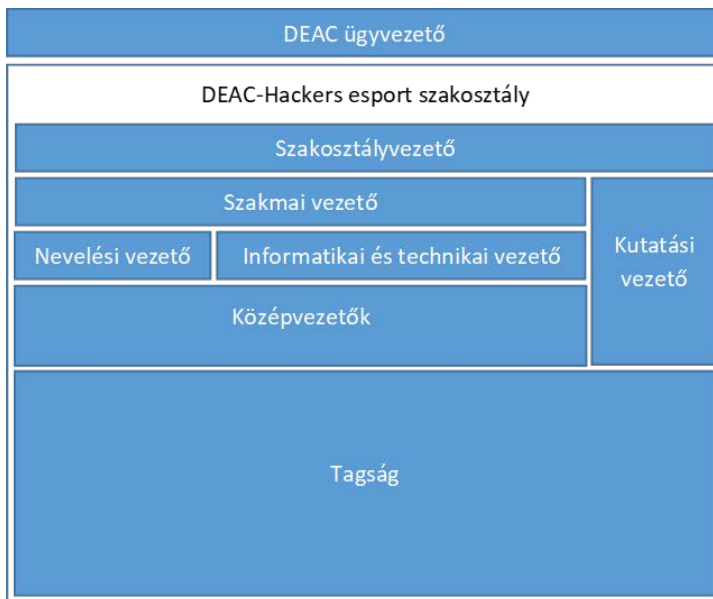 DEAC ügyvezető
DEAC-Hackers esport szakosztály
Szakosztályvezető
Szakmai vezető
Nevelési vezető
Informatikai és technikai vezető
Kutatási
vezető
Középvezetők
Tagság